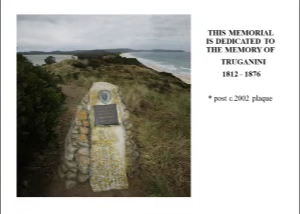 THIS MEMORIAL
IS DEDICATED TO
THE MEMORY OF
TRUGANINI
1812 - 1876
* post c.2002 plaque